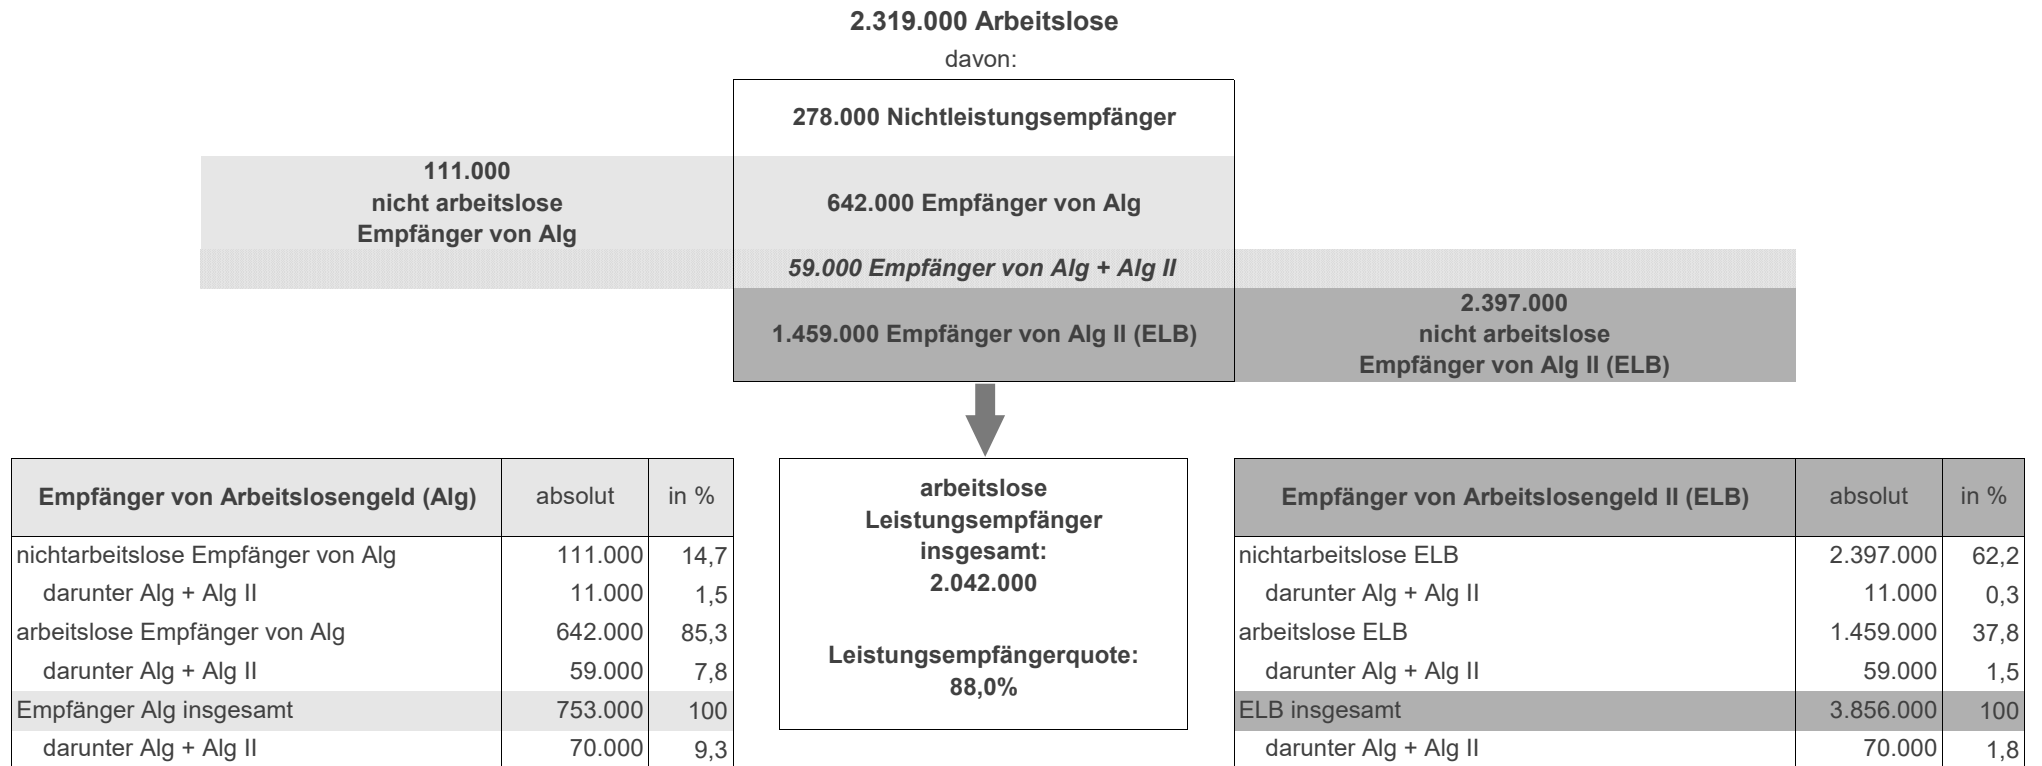 2.319.000 Arbeitslose
davon:
278.000 Nichtleistungsempfänger
111.000
nicht arbeitslose
Empfänger von Alg
642.000 Empfänger von Alg
59.000 Empfänger von Alg + Alg II
1.459.000 Empfänger von Alg II (ELB)
2.397.000
nicht arbeitslose
Empfänger von Alg II (ELB)
Empfänger von Arbeitslosengeld (Alg) absolut in %
nichtarbeitslose Empfänger von Alg 111.000 14,7
darunter Alg + Alg II 11.000 1,5
arbeitslose Empfänger von Alg 642.000 85,3
darunter Alg + Alg II 59.000 7,8
Empfänger Alg insgesamt 753.000 100
darunter Alg + Alg II 70.000 9,3
arbeitslose
Leistungsempfänger
insgesamt:
2.042.000
Leistungsempfängerquote:
88,0%
Empfänger von Arbeitslosengeld II (ELB) absolut in %
nichtarbeitslose ELB 2.397.000 62,2
darunter Alg + Alg II 11.000 0,3
arbeitslose ELB 1.459.000 37,8
darunter Alg + Alg II 59.000 1,5
ELB insgesamt 3.856.000 100
darunter Alg + Alg II 70.000 1,8